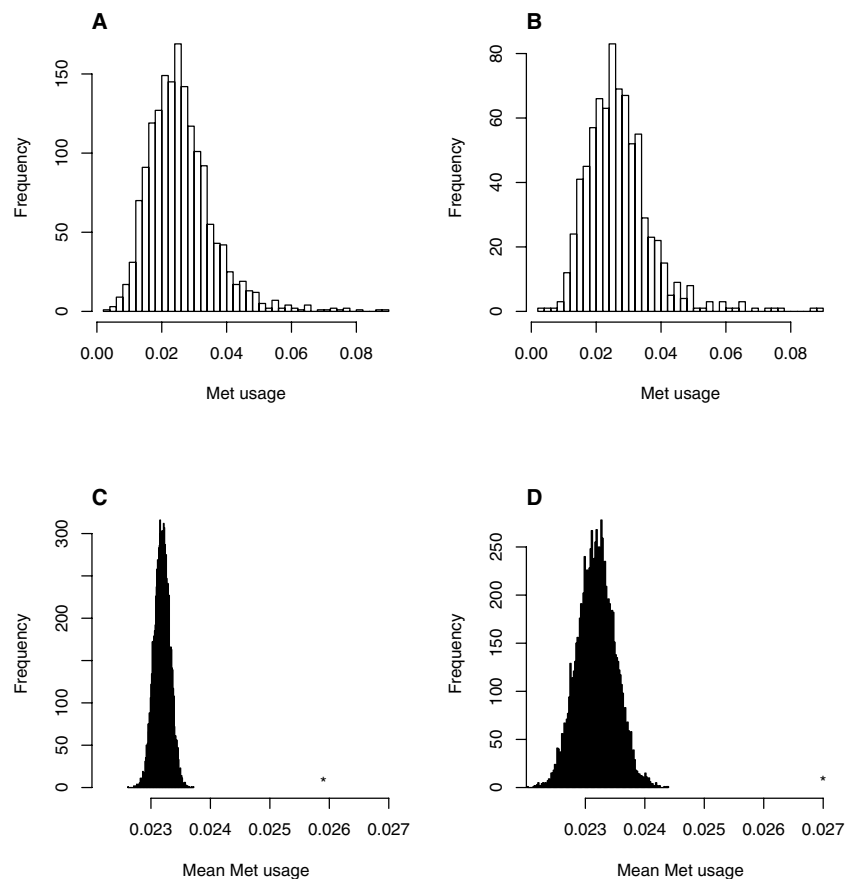 A
Frequency
0 50 100 150
0.00 0.02 0.04 0.06 0.08
Met usage
B
Frequency
0 20 40 60 80
0.00 0.02 0.04 0.06 0.08
Met usage
C
Frequency
0 50 100 200 300
0.023 0.024 0.025 0.026 0.027
*
Mean Met usage
D
Frequency
0 50 100 150 200 250
0.023 0.024 0.025 0.026 0.027
*
Mean Met usage